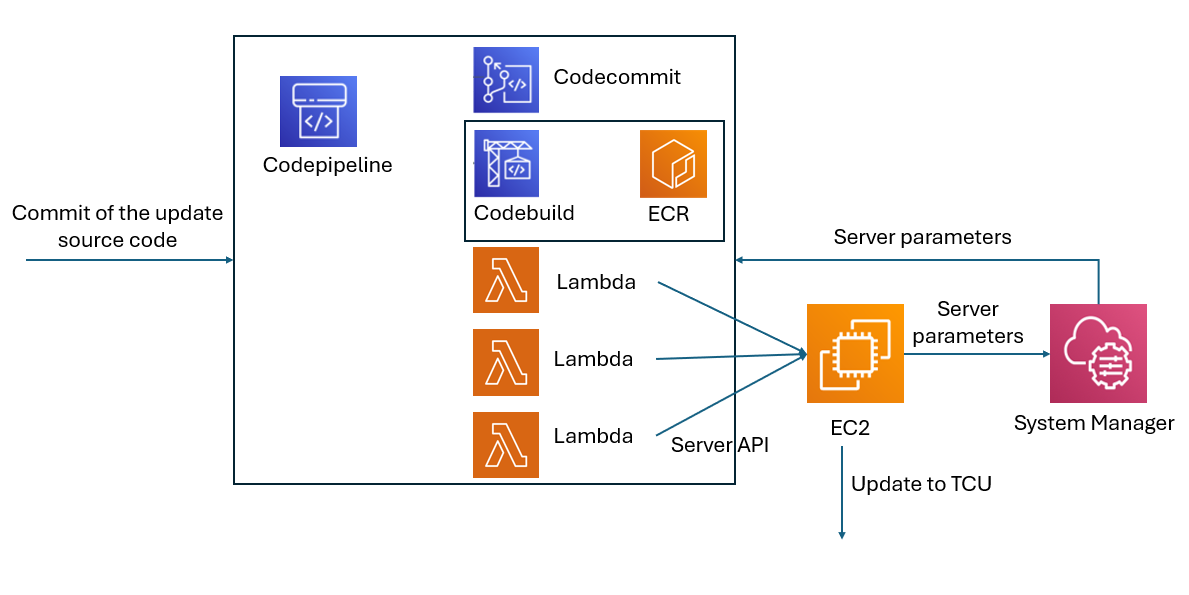 Codecommit
Codepipeline
Codebuild
ECR
Commit of the update
source code
Lambda
Lambda
Lambda
Server API
Server parameters
Server
parameters
EC2
System Manager
Update to TCU